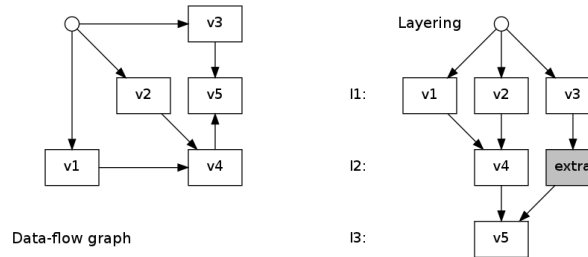 v3
v2
v5
v1
v4
Data-flow graph
Layering
l1:
v1
v2
v3
l2:
v4
extra
l3:
v5